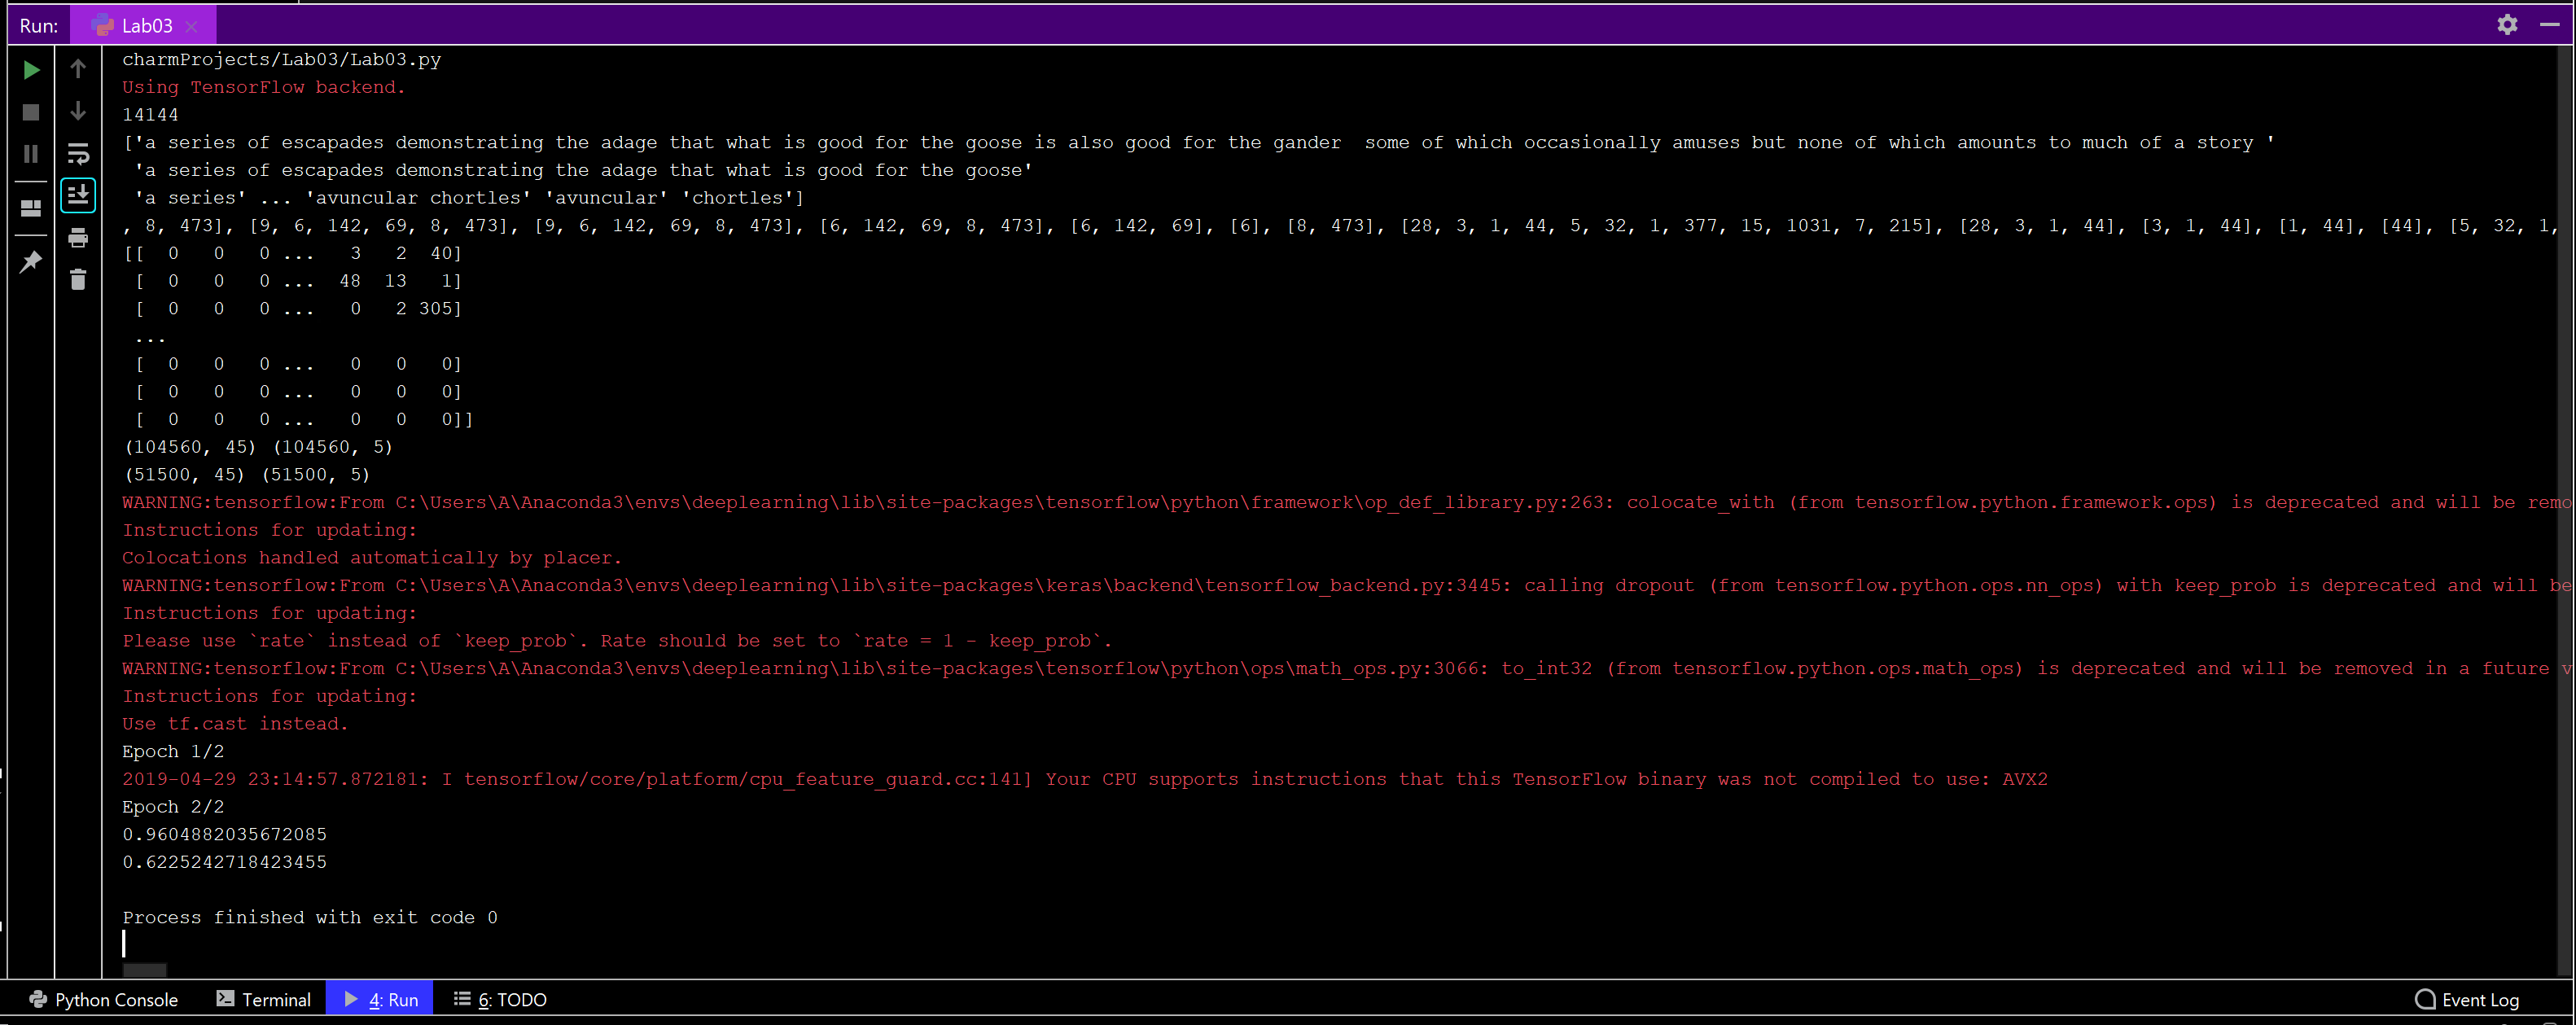 Run: Lab03
charmProjects/Lab03/Lab03.py
Using TensorFlow backend.
14144
['a series of escapades demonstrating the adage that what is good for the goose is also good for the gander  some of which occasionally amuses but none of which amounts to much of a story '
 'a series of escapades demonstrating the adage that what is good for the goose'
 'a series' ... 'avuncular chortles' 'avuncular' 'chortles']
, 8, 473], [9, 6, 142, 69, 8, 473], [9, 6, 142, 69, 8, 473], [6, 142, 69, 8, 473], [6, 142, 69], [6], [8, 473], [28, 3, 1, 44, 5, 32, 1, 377, 15, 1031, 7, 215], [28, 3, 1, 44], [3, 1, 44], [1, 44], [44], [5, 32, 1,
[[  0   0   0 ...   3   2  40]
 [  0   0   0 ...  48  13   1]
 [  0   0   0 ...   0   2 305]
 ...
 [  0   0   0 ...   0   0   0]
 [  0   0   0 ...   0   0   0]
 [  0   0   0 ...   0   0   0]]
(104560, 45) (104560, 5)
(51500, 45) (51500, 5)
WARNING:tensorflow:From C:\Users\A\Anaconda3\envs\deeplearning\lib\site-packages\tensorflow\python\framework\op_def_library.py:263: colocate_with (from tensorflow.python.framework.ops) is deprecated and will be remo
Instructions for updating:
Colocations handled automatically by placer.
WARNING:tensorflow:From C:\Users\A\Anaconda3\envs\deeplearning\lib\site-packages\keras\backend\tensorflow_backend.py:3445: calling dropout (from tensorflow.python.ops.nn_ops) with keep_prob is deprecated and will be
Instructions for updating:
Please use `rate` instead of `keep_prob`. Rate should be set to `rate = 1 - keep_prob`.
WARNING:tensorflow:From C:\Users\A\Anaconda3\envs\deeplearning\lib\site-packages\tensorflow\python\ops\math_ops.py:3066: to_int32 (from tensorflow.python.ops.math_ops) is deprecated and will be removed in a future v
Instructions for updating:
Use tf.cast instead.
Epoch 1/2
2019-04-29 23:14:57.872181: I tensorflow/core/platform/cpu_feature_guard.cc:141] Your CPU supports instructions that this TensorFlow binary was not compiled to use: AVX2
Epoch 2/2
0.9604882035672085
0.6225242718423455
Process finished with exit code 0
Python Console Terminal 4: Run 6: TODO Event Log